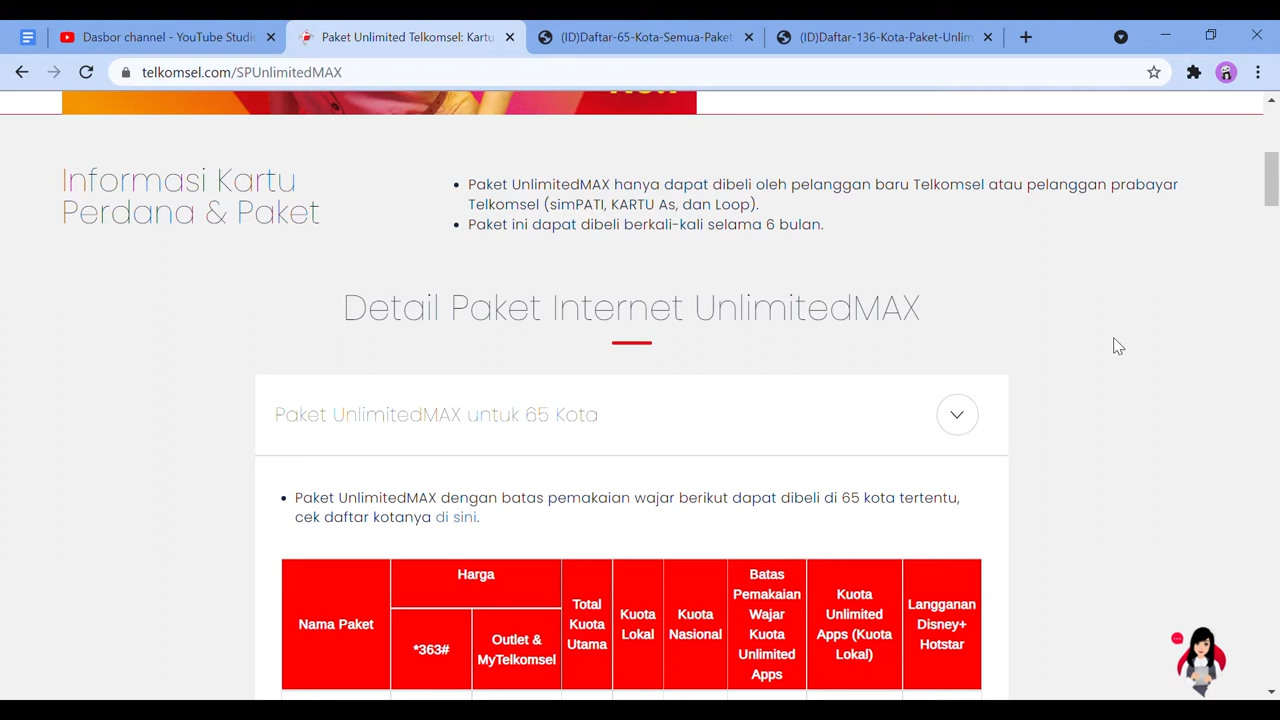 Dasbor channel - YouTube Studio
Paket Unlimited Telkomsel: Kartu
(ID)Daftar-65-Kota-Semua-Paket
(ID)Daftar-136-Kota-Paket-Unlim
telkomsel.com/SPUnlimitedMAX
Informasi Kartu
Perdana & Paket
Paket UnlimitedMAX hanya dapat dibeli oleh pelanggan baru Telkomsel atau pelanggan prabayar
Telkomsel (simPATI, KARTU As, dan Loop).
Paket ini dapat dibeli berkali-kali selama 6 bulan.
Detail Paket Internet UnlimitedMAX
Paket UnlimitedMAX untuk 65 Kota
Paket UnlimitedMAX dengan batas pemakaian wajar berikut dapat dibeli di 65 kota tertentu,
cek daftar kotanya di sini.
Nama Paket
Harga
*363#
Outlet &
MyTelkomsel
Total
Kuota
Utama
Kuota
Lokal
Kuota
Nasional
Batas
Pemakaian
Wajar
Kuota
Unlimited
Apps
Kuota
Unlimited
Apps (Kuota
Lokal)
Langganan
Disney+
Hotstar